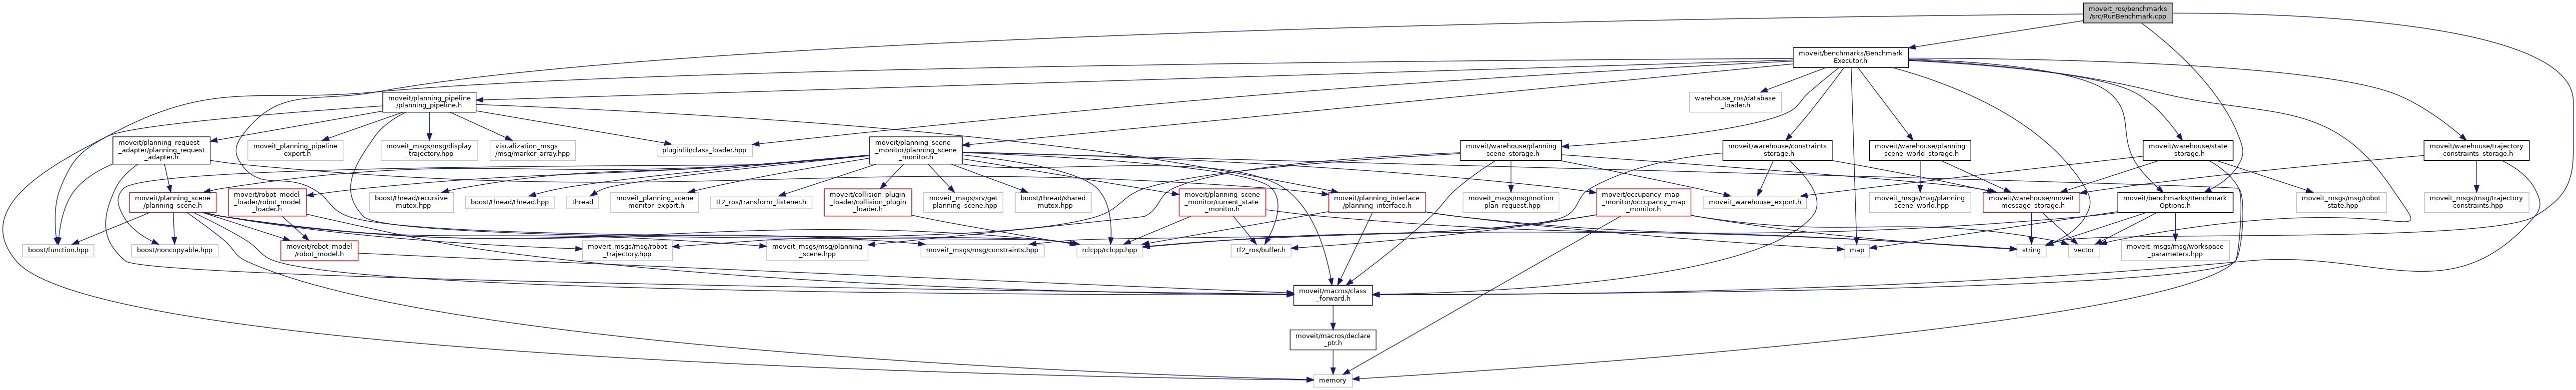 moveit_ros/benchmarks
/src/RunBenchmark.cpp
moveit/benchmarks/Benchmark
Executor.h
moveit/planning_pipeline
/planning_pipeline.h
warehouse_ros/database
_loader.h
moveit/planning_request
_adapter/planning_request
_adapter.h
moveit_planning_pipeline
_export.h
moveit_msgs/msg/display
_trajectory.hpp
visualization_msgs
/msg/marker_array.hpp
pluginlib/class_loader.hpp
moveit/planning_scene
_monitor/planning_scene
_monitor.h
moveit/warehouse/planning
_scene_storage.h
moveit/warehouse/constraints
_storage.h
moveit/warehouse/planning
_scene_world_storage.h
moveit/warehouse/state
_storage.h
moveit/warehouse/trajectory
_constraints_storage.h
moveit/planning_scene
/planning_scene.h
moveit/robot_model
_loader/robot_model
_loader.h
boost/thread/recursive
_mutex.hpp
boost/thread/thread.hpp
thread
moveit_planning_scene
_monitor_export.h
tf2_ros/transform_listener.h
moveit/collision_plugin
_loader/collision_plugin
_loader.h
moveit_msgs/srv/get
_planning_scene.hpp
boost/thread/shared
_mutex.hpp
moveit/planning_scene
_monitor/current_state
_monitor.h
moveit/planning_interface
/planning_interface.h
moveit_msgs/msg/motion
_plan_request.hpp
moveit/occupancy_map
_monitor/occupancy_map
_monitor.h
moveit_warehouse_export.h
moveit_msgs/msg/planning
_scene_world.hpp
moveit/warehouse/moveit
_message_storage.h
moveit/benchmarks/Benchmark
Options.h
moveit_msgs/msg/robot
_state.hpp
moveit_msgs/msg/trajectory
_constraints.hpp
boost/function.hpp
boost/noncopyable.hpp
moveit/robot_model
/robot_model.h
moveit_msgs/msg/robot
_trajectory.hpp
moveit_msgs/msg/planning
_scene.hpp
moveit_msgs/msg/constraints.hpp
rclcpp/rclcpp.hpp
tf2_ros/buffer.h
map
string
vector
moveit_msgs/msg/workspace
_parameters.hpp
moveit/macros/class
_forward.h
moveit/macros/declare
_ptr.h
memory